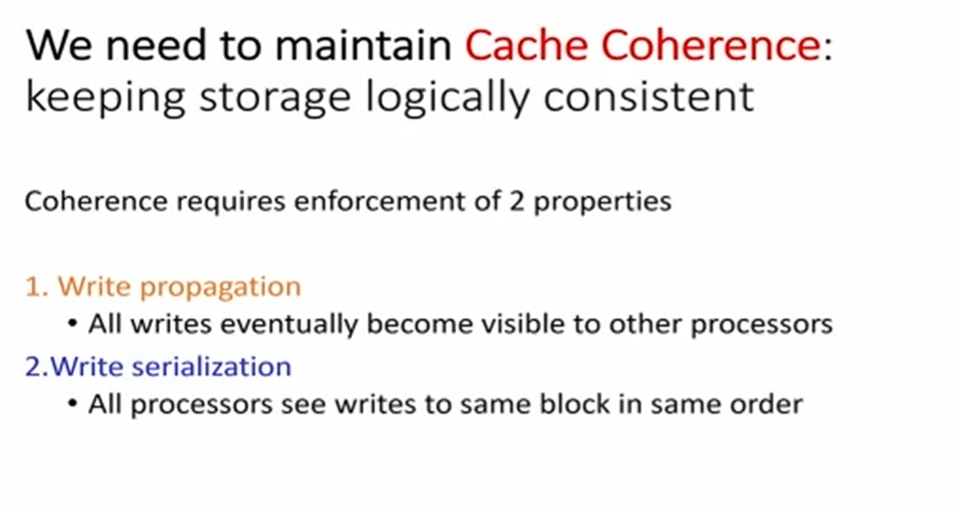 We need to maintain Cache Coherence:
keeping storage logically consistent
Coherence requires enforcement of 2 properties
1. Write propagation
• All writes eventually become visible to other processors
2.Write serialization
• All processors see writes to same block in same order